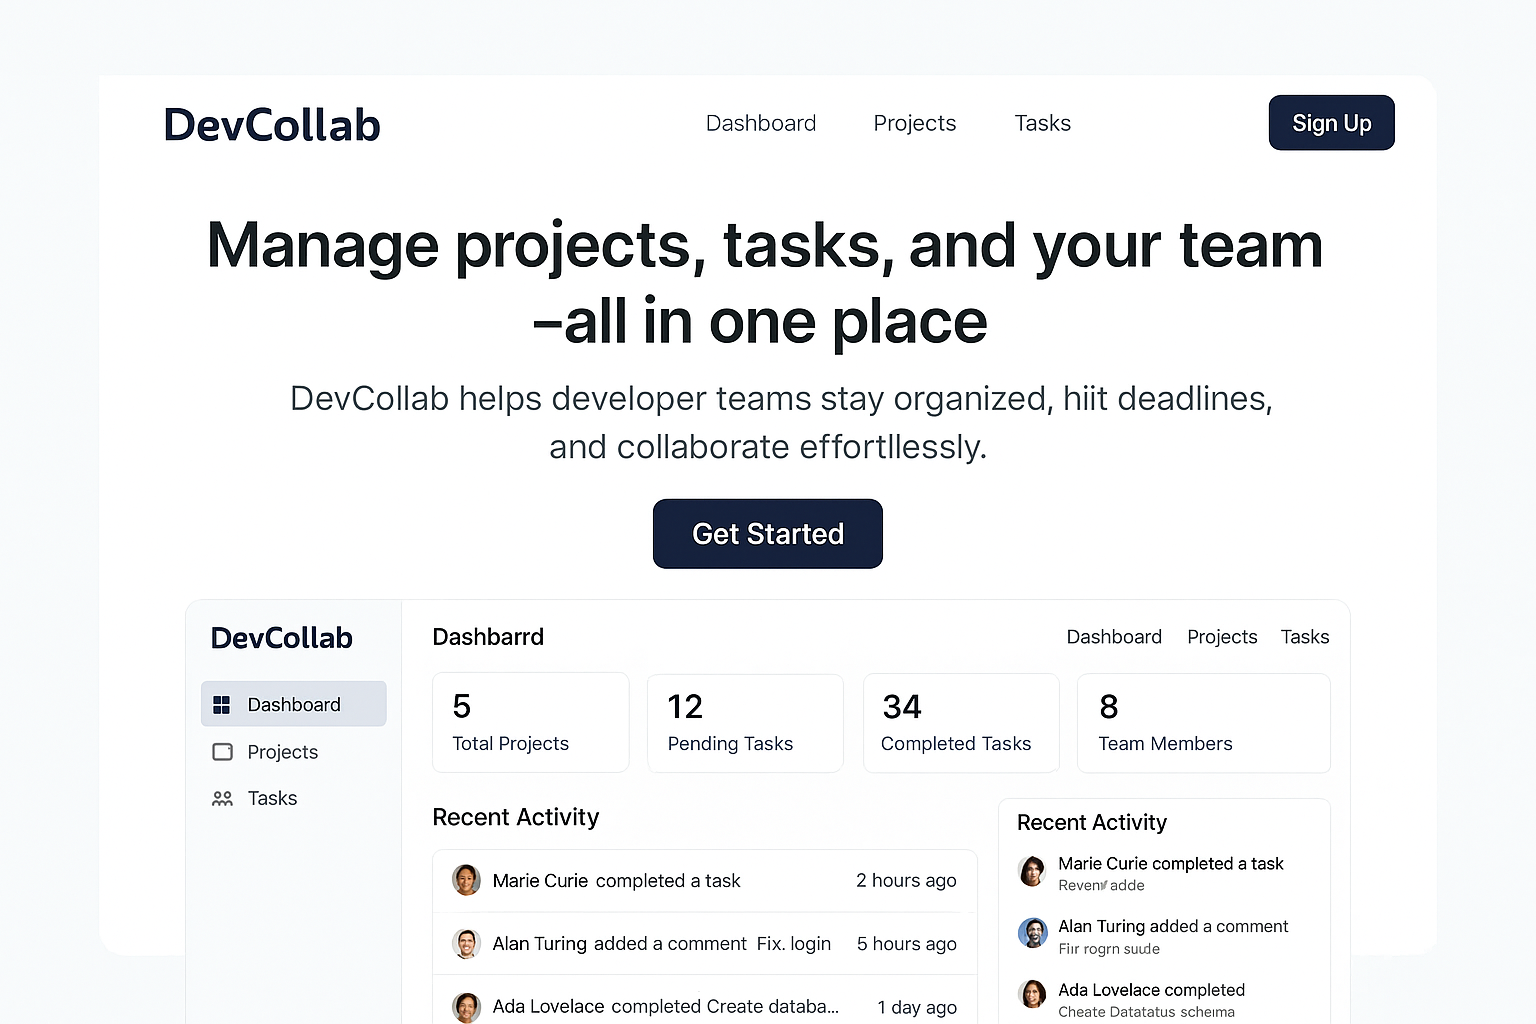 DevCollab
Dashboard Projects Tasks
Sign Up
Manage projects, tasks, and your team
–all in one place
DevCollab helps developer teams stay organized, hiit deadlines,
and collaborate effortllessly.
Get Started
DevCollab
Dashboard
Projects
Tasks
Dashbarrd
Dashboard Projects Tasks
5
Total Projects
12
Pending Tasks
34
Completed Tasks
8
Team Members
Recent Activity
Marie Curie completed a task 2 hours ago
Alan Turing added a comment Fix. login 5 hours ago
Ada Lovelace completed Create databa... 1 day ago
Recent Activity
Marie Curie completed a task
adde
Alan Turing added a comment
Fiır rogrn suude
Ada Lovelace completed
Cheate Datatatus scheıma